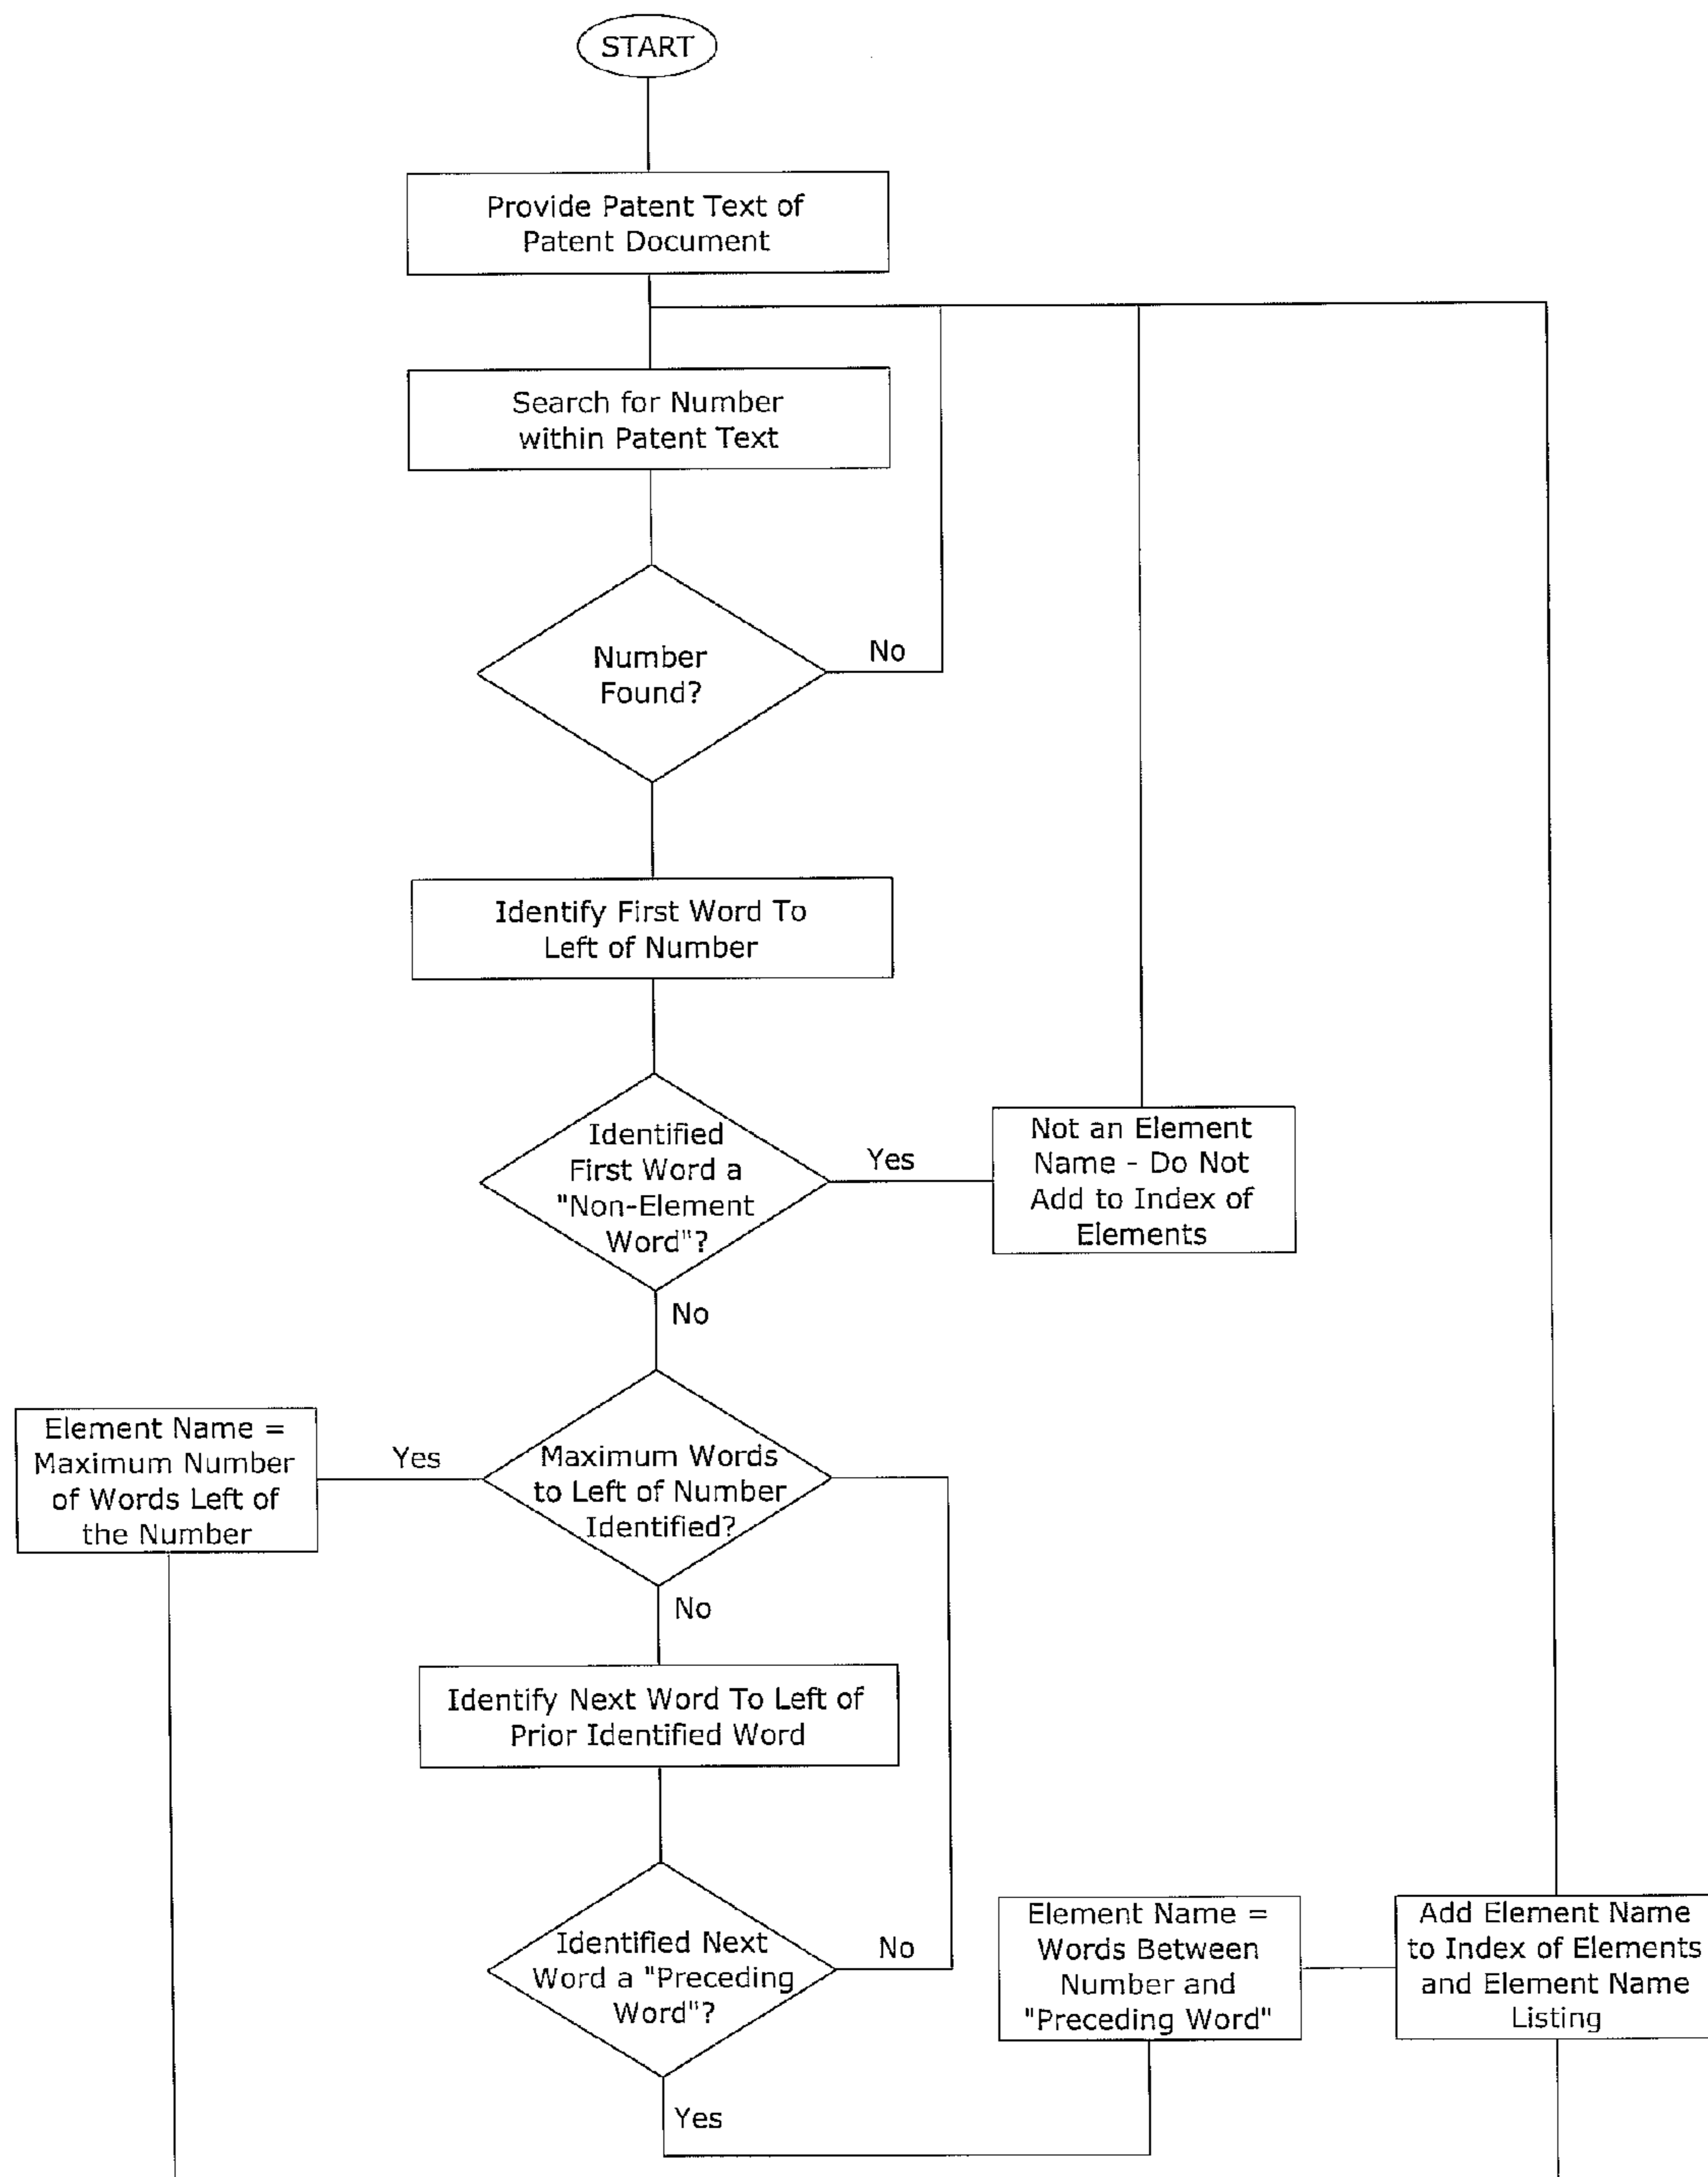 START
Provide Patent Text of
Patent Document
Search for Number
within Patent Text
Number
Found?
No
Identify First Word To
Left of Number
Identified
First Word a
"Non-Element
Word"?
Yes
Not an Element
Name - Do Not
Add to Index of
Elements
No
Element Name =
Maximum Number
of Words Left of
the Number
Yes
Maximum Words
to Left of Number
Identified?
No
Identify Next Word To Left of
Prior Identified Word
Identified Next
Word a "Preceding
Word"?
No
Element Name =
Words Between
Number and
"Preceding Word"
Add Element Name
to Index of Elements
and Element Name
Listing
Yes